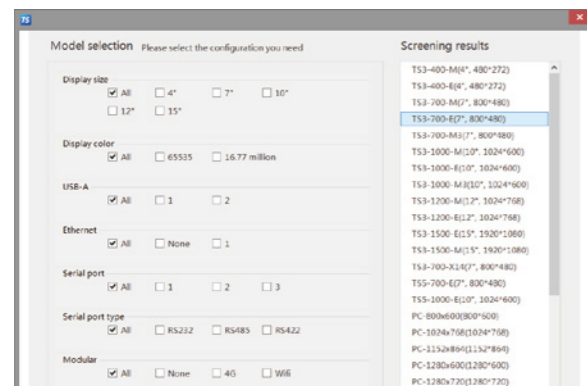 TS
Model selection Please select the configuration you need
Display size
All 4" 7" 10"
12" 15"
Display color
All 65535 16.77 million
USB-A
All 1 2
Ethernet
All None 1
Serial port
All 1 2 3
Serial port type
All RS232 RS485 RS422
Modular
All None 4G Wifi
Screening results
TS3-400-M(4", 480*272)
TS3-400-E(4", 480*272)
TS3-700-M(7", 800*480)
TS3-700-E(7", 800*480)
TS3-700-M3(7", 800*480)
TS3-1000-M(10", 1024*600)
TS3-1000-E(10", 1024*600)
TS3-1000-M3(10", 1024*600)
TS3-1200-M(12", 1024*768)
TS3-1200-E(12", 1024*768)
TS3-1500-E(15", 1920*1080)
TS3-1500-M(15", 1920*1080)
TS3-700-X14(7", 800*480)
TS5-700-E(7", 800*480)
TS5-1000-E(10", 1024*600)
PC-800x600(800*600)
PC-1024x768(1024*768)
PC-1152x864(1152*864)
PC-1280x600(1280*600)
PC-1280x720(1280*720)